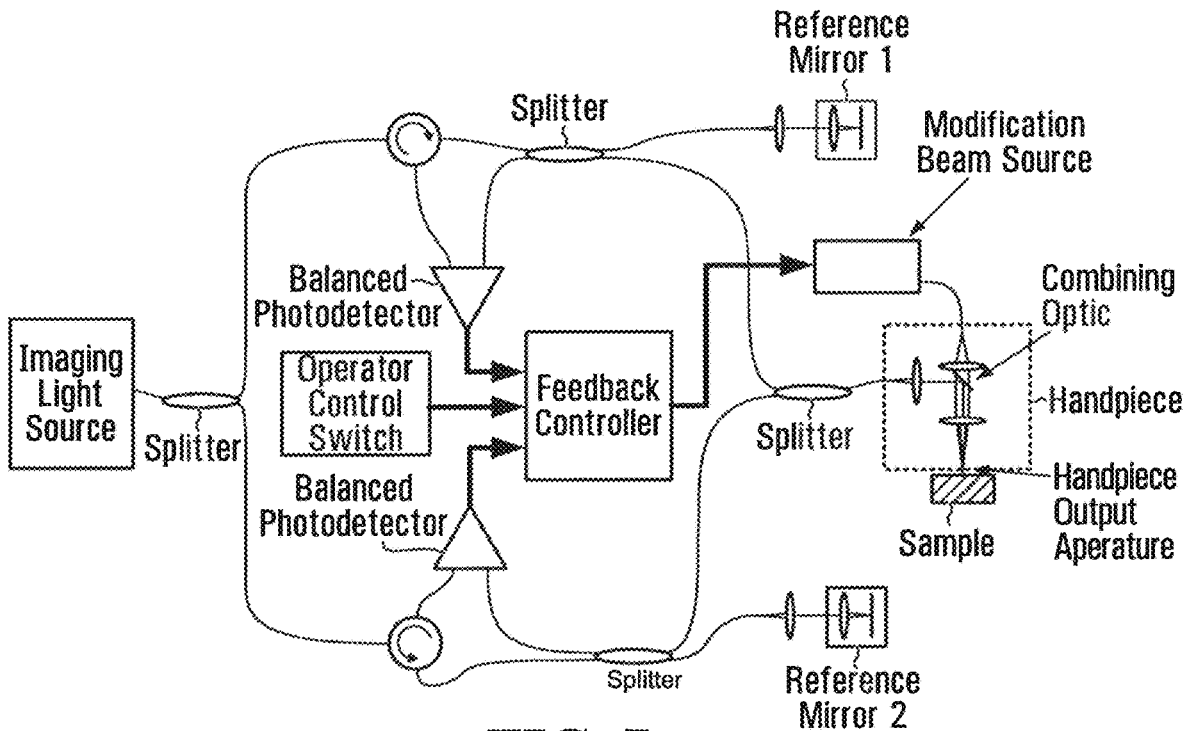 Reference
Mirror 1
Splitter
Modification
Beam Source
Balanced
Photodetector
Combining
Optic
Imaging
Light
Source
Splitter
Operator
Control
Switch
Feedback
Controller
Splitter
Handpiece
Balanced
Photodetector
Handpiece
Output
Aperature
Sample
Splitter
Reference
Mirror 2